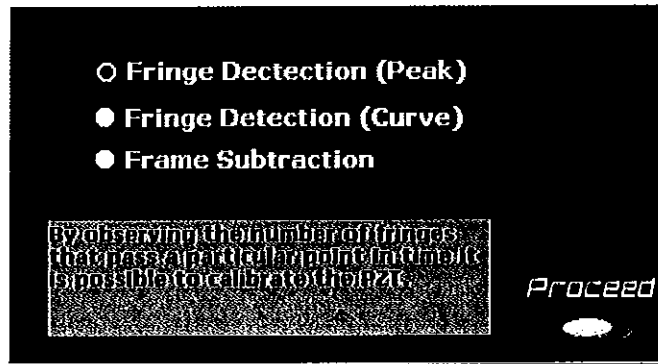 Fringe Dectection (Peak)
Fringe Detection (Curve)
Frame Subtraction
By observing the number of fringes
that pass a particular point in time it
is possible to calibrate the PZT.
Proceed